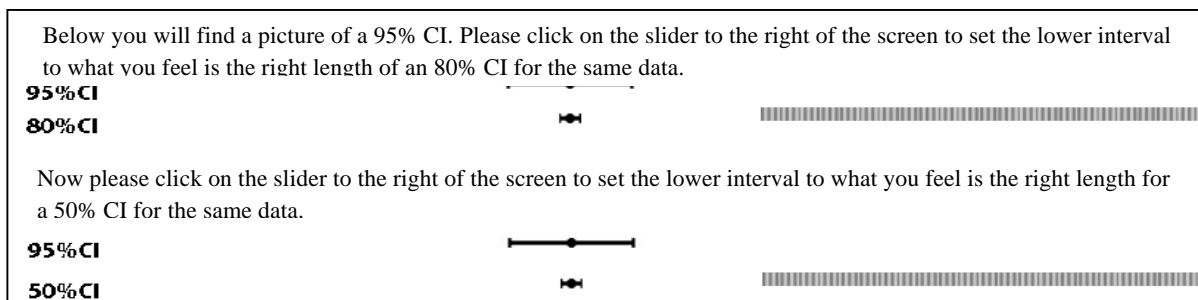 Below you will find a picture of a 95% CI. Please click on the slider to the right of the screen to set the lower interval
to what you feel is the right length of an 80% CI for the same data.
95%CI
80%CI
Now please click on the slider to the right of the screen to set the lower interval to what you feel is the right length for
a 50% CI for the same data.
95%CI
50%CI